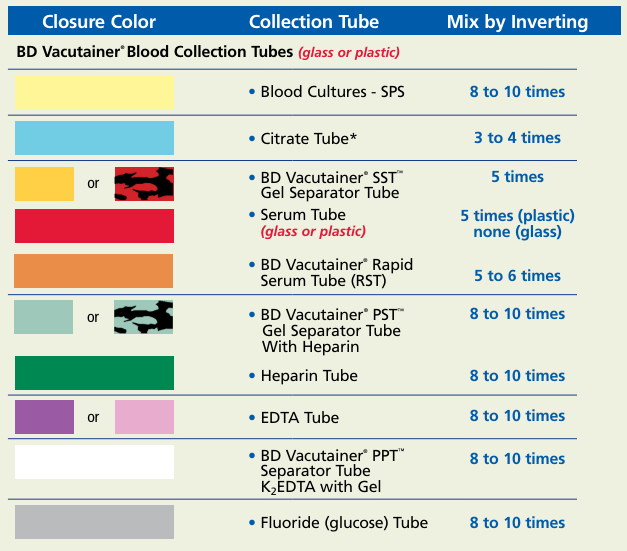 Closure Color Collection Tube Mix by Inverting
BD Vacutainer® Blood Collection Tubes (glass or plastic)
• Blood Cultures - SPS 8 to 10 times
• Citrate Tube* 3 to 4 times
or • BD Vacutainer® SST™ 5 times
Gel Separator Tube
• Serum Tube 5 times (plastic)
(glass or plastic) none (glass)
• BD Vacutainer® Rapid
Serum Tube (RST) 5 to 6 times
or • BD Vacutainer® PST™ 8 to 10 times
Gel Separator Tube
With Heparin
• Heparin Tube 8 to 10 times
or • EDTA Tube 8 to 10 times
• BD Vacutainer® PPT™ 8 to 10 times
Separator Tube
K₂EDTA with Gel
• Fluoride (glucose) Tube 8 to 10 times